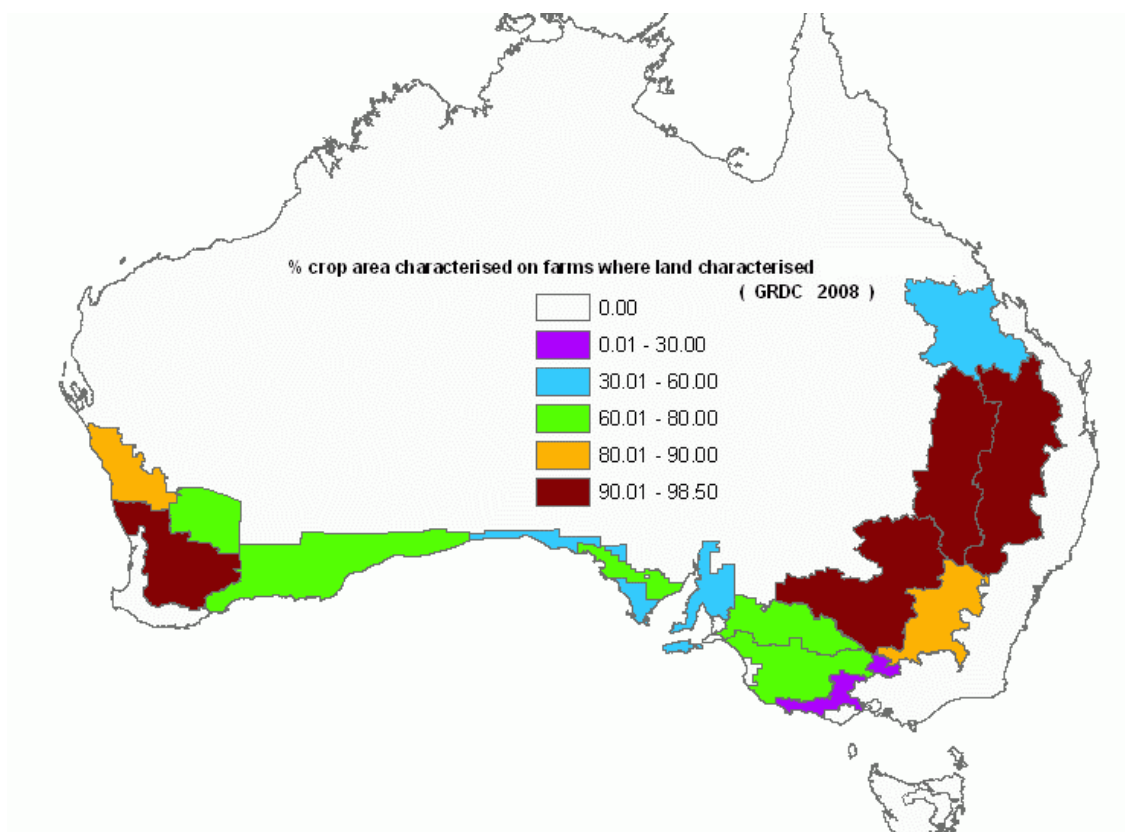 % crop area characterised on farms where land characterised
( GRDC 2008 )
0.00
0.01 - 30.00
30.01 - 60.00
60.01 - 80.00
80.01 - 90.00
90.01 - 98.50